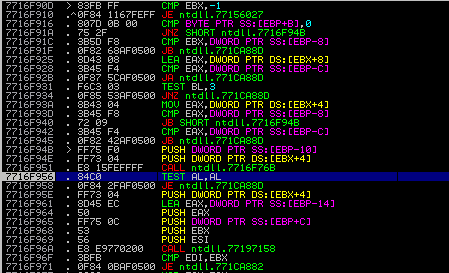 7716F90D > 83FB FF CMP EBX,-1
7716F910 .^0F84 1167FEFF JE ntdll.77156027
7716F916 . 807D 0B 00 CMP BYTE PTR SS:[EBP+B],0
7716F91A . 75 2F JNZ SHORT ntdll.7716F94B
7716F91C . 3B5D F8 CMP EBX,DWORD PTR SS:[EBP-8]
7716F91F . 0F82 68AF0500 JB ntdll.771CA88D
7716F925 . 8D43 08 LEA EAX,DWORD PTR DS:[EBX+8]
7716F928 . 3B45 F4 CMP EAX,DWORD PTR SS:[EBP-C]
7716F92B . 0F87 5CAF0500 JA ntdll.771CA88D
7716F931 . F6C3 03 TEST BL,3
7716F934 . 0F85 53AF0500 JNZ ntdll.771CA88D
7716F93A . 8B43 04 MOV EAX,DWORD PTR DS:[EBX+4]
7716F93D . 3B45 F8 CMP EAX,DWORD PTR SS:[EBP-8]
7716F940 . 72 09 JB SHORT ntdll.7716F94B
7716F942 . 3B45 F4 CMP EAX,DWORD PTR SS:[EBP-C]
7716F945 . 0F82 42AF0500 JB ntdll.771CA88D
7716F94B > FF75 F0 PUSH DWORD PTR SS:[EBP-10]
7716F94E . FF73 04 PUSH DWORD PTR DS:[EBX+4]
7716F951 . E8 15FEFFFF CALL ntdll.7716F76B
7716F956 . 84C0 TEST AL,AL
7716F958 . 0F84 2FAF0500 JE ntdll.771CA88D
7716F95E . FF73 04 PUSH DWORD PTR DS:[EBX+4]
7716F961 . 8D45 EC LEA EAX,DWORD PTR SS:[EBP-14]
7716F964 . 50 PUSH EAX
7716F965 . FF75 0C PUSH DWORD PTR SS:[EBP+C]
7716F968 . 53 PUSH EBX
7716F969 . 56 PUSH ESI
7716F96A . E8 E9770200 CALL ntdll.77197158
7716F96F . 3BFB CMP EDI,EBX
7716F971 . 0F84 0BAF0500 JE ntdll.771CA882